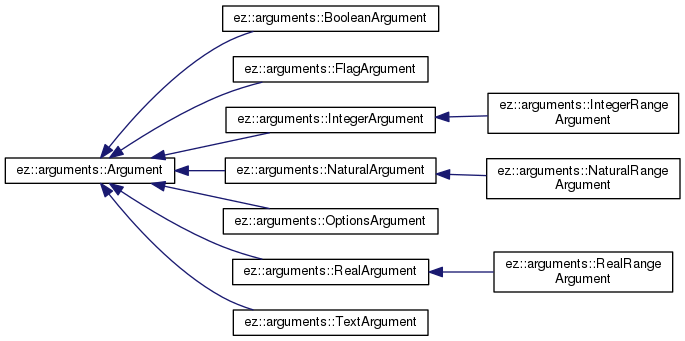 ez::arguments::BooleanArgument
ez::arguments::FlagArgument
ez::arguments::IntegerArgument
ez::arguments::IntegerRange
Argument
ez::arguments::Argument
ez::arguments::NaturalArgument
ez::arguments::NaturalRange
Argument
ez::arguments::OptionsArgument
ez::arguments::RealArgument
ez::arguments::RealRange
Argument
ez::arguments::TextArgument